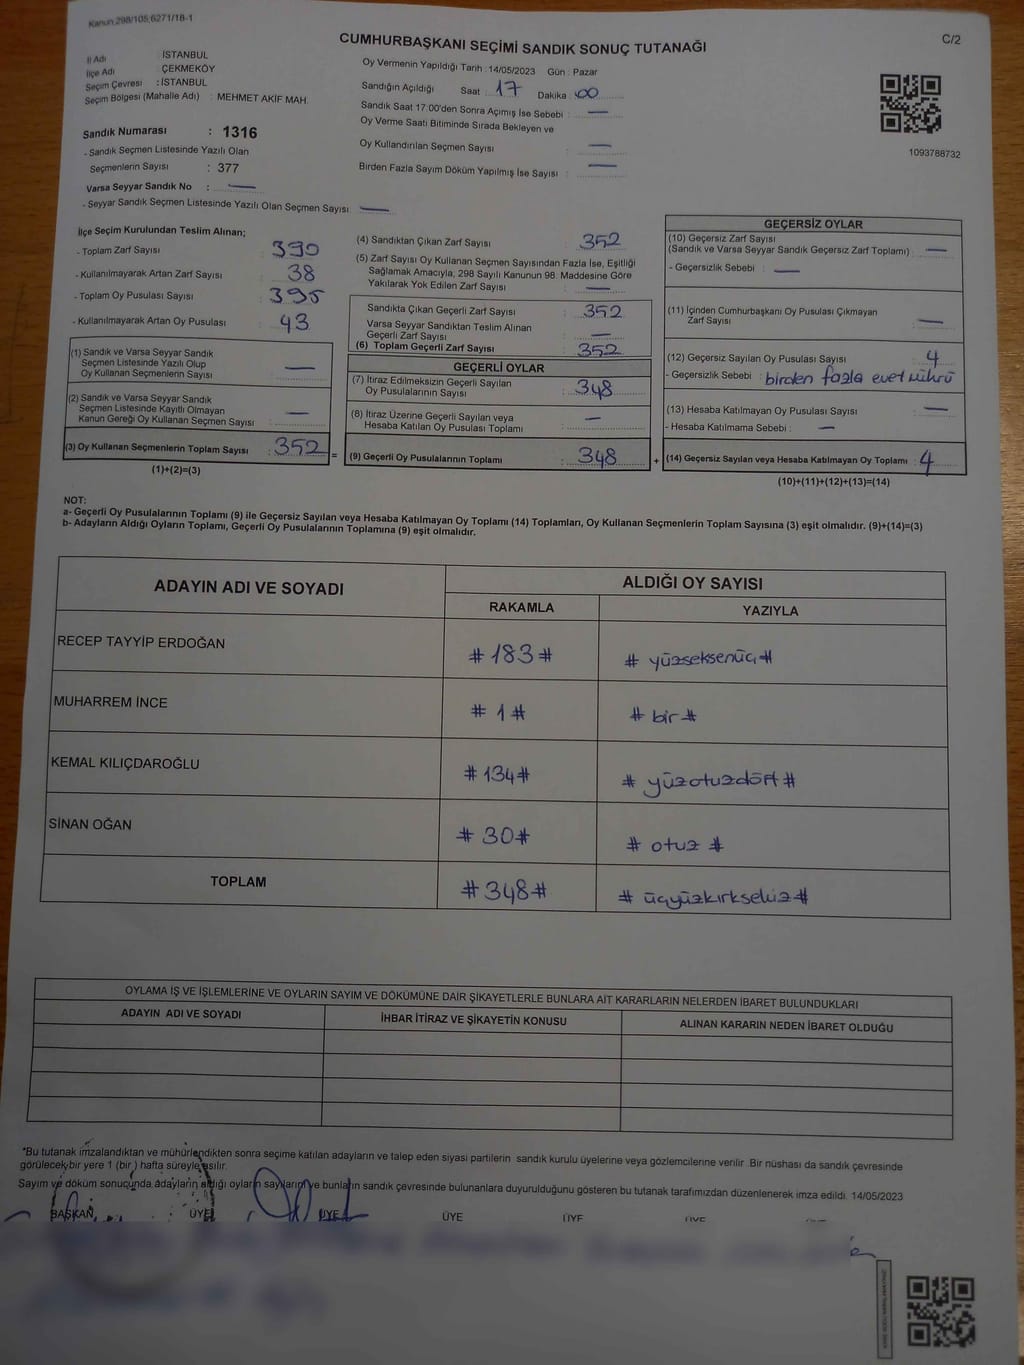 Kanun:298/105;6271/18-1
C/2
CUMHURBAŞKANI SEÇİMİ SANDIK SONUÇ TUTANAĞI
İl Adı : İSTANBUL
İlçe Adı : ÇEKMEKÖY
Seçim Çevresi : İSTANBUL
Seçim Bölgesi (Mahalle Adı) : MEHMET AKİF MAH.
Sandık Numarası : 1316
- Sandık Seçmen Listesinde Yazılı Olan
Seçmenlerin Sayısı : 377
Varsa Seyyar Sandık No : —
- Seyyar Sandık Seçmen Listesinde Yazılı Olan Seçmen Sayısı : —
Oy Vermenin Yapıldığı Tarih : 14/05/2023 Gün : Pazar
Sandığın Açıldığı Saat : 17 Dakika : 00
Sandık Saat 17:00'den Sonra Açılmış İse Sebebi : —
Oy Verme Saati Bitiminde Sırada Bekleyen ve
Oy Kullandırılan Seçmen Sayısı : —
Birden Fazla Sayım Döküm Yapılmış İse Sayısı : —
1093788732
İlçe Seçim Kurulundan Teslim Alınan;
- Toplam Zarf Sayısı : 390
- Kullanılmayarak Artan Zarf Sayısı : 38
- Toplam Oy Pusulası Sayısı : 395
- Kullanılmayarak Artan Oy Pusulası : 43
(1) Sandık ve Varsa Seyyar Sandık
Seçmen Listesinde Yazılı Olup
Oy Kullanan Seçmenlerin Sayısı : —
(2) Sandık ve Varsa Seyyar Sandık
Seçmen Listesinde Kayıtlı Olmayan
Kanun Gereği Oy Kullanan Seçmen Sayısı : —
(3) Oy Kullanan Seçmenlerin Toplam Sayısı : 352
(1)+(2)=(3)
=
(4) Sandıktan Çıkan Zarf Sayısı : 352
(5) Zarf Sayısı Oy Kullanan Seçmen Sayısından Fazla İse, Eşitliği
Sağlamak Amacıyla, 298 Sayılı Kanunun 98. Maddesine Göre
Yakılarak Yok Edilen Zarf Sayısı : —
Sandıkta Çıkan Geçerli Zarf Sayısı : 352
Varsa Seyyar Sandıktan Teslim Alınan
Geçerli Zarf Sayısı : —
(6) Toplam Geçerli Zarf Sayısı : 352
GEÇERLİ OYLAR
(7) İtiraz Edilmeksizin Geçerli Sayılan
Oy Pusulalarının Sayısı : 348
(8) İtiraz Üzerine Geçerli Sayılan veya
Hesaba Katılan Oy Pusulası Toplamı : —
(9) Geçerli Oy Pusulalarının Toplamı : 348
+
GEÇERSİZ OYLAR
(10) Geçersiz Zarf Sayısı
(Sandık ve Varsa Seyyar Sandık Geçersiz Zarf Toplamı) : —
- Geçersizlik Sebebi : —
(11) İçinden Cumhurbaşkanı Oy Pusulası Çıkmayan
Zarf Sayısı : —
(12) Geçersiz Sayılan Oy Pusulası Sayısı : 4
- Geçersizlik Sebebi : birden fazla evet mührü
(13) Hesaba Katılmayan Oy Pusulası Sayısı : —
- Hesaba Katılmama Sebebi : —
(14) Geçersiz Sayılan veya Hesaba Katılmayan Oy Toplamı : 4
(10)+(11)+(12)+(13)=(14)
NOT:
a- Geçerli Oy Pusulalarının Toplamı (9) ile Geçersiz Sayılan veya Hesaba Katılmayan Oy Toplamı (14) Toplamları, Oy Kullanan Seçmenlerin Toplam Sayısına (3) eşit olmalıdır. (9)+(14)=(3)
b- Adayların Aldığı Oyların Toplamı, Geçerli Oy Pusulalarının Toplamına (9) eşit olmalıdır.
ADAYIN ADI VE SOYADI
ALDIĞI OY SAYISI
RAKAMLA YAZIYLA
RECEP TAYYİP ERDOĞAN # 183 # # yüzseksenüç #
MUHARREM İNCE # 1 # # bir #
KEMAL KILIÇDAROĞLU # 134 # # yüzotuzdört #
SİNAN OĞAN # 30 # # otuz #
TOPLAM # 348 # # üçyüzkırksekiz #
OYLAMA İŞ VE İŞLEMLERİNE VE OYLARIN SAYIM VE DÖKÜMÜNE DAİR ŞİKAYETLERLE BUNLARA AİT KARARLARIN NELERDEN İBARET BULUNDUKLARI
ADAYIN ADI VE SOYADI İHBAR İTİRAZ VE ŞİKAYETİN KONUSU ALINAN KARARIN NEDEN İBARET OLDUĞU
*Bu tutanak imzalandıktan ve mühürlendikten sonra seçime katılan adayların ve talep eden siyasi partilerin sandık kurulu üyelerine veya gözlemcilerine verilir. Bir nüshası da sandık çevresinde
görülecek bir yere 1 (bir) hafta süreyle asılır.
Sayım ve döküm sonucunda adayların aldığı oyların sayılarını ve bunların sandık çevresinde bulunanlara duyurulduğunu gösteren bu tutanak tarafımızdan düzenlenerek imza edildi. 14/05/2023
BAŞKAN ÜYE ÜYE ÜYE ÜYE ÜYE